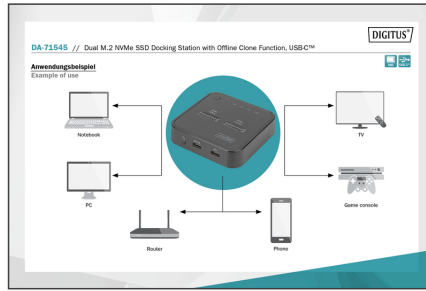 DIGITUS®
DA-71545 // Dual M.2 NVMe SSD Docking Station with Offline Clone Function, USB-C™
Anwendungsbeispiel
Example of use
Notebook
TV
PC
Game console
Router
Phone